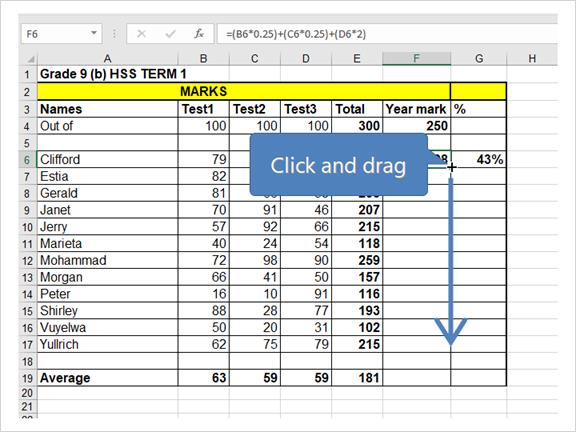 F6 fx =(B6*0.25)+(C6*0.25)+(D6*2)
A B C D E F G H
1 Grade 9 (b) HSS TERM 1
2 MARKS
3 Names Test1 Test2 Test3 Total Year mark %
4 Out of 100 100 100 300 250
5
6 Clifford 79 43%
7 Estia 82
8 Gerald 81
9 Janet 70 91 46 207
10 Jerry 57 92 66 215
11 Marieta 40 24 54 118
12 Mohammad 72 98 90 259
13 Morgan 66 41 50 157
14 Peter 16 10 91 116
15 Shirley 88 28 77 193
16 Vuyelwa 50 20 31 102
17 Yullrich 62 75 79 215
18
19 Average 63 59 59 181
20
21
22
Click and drag